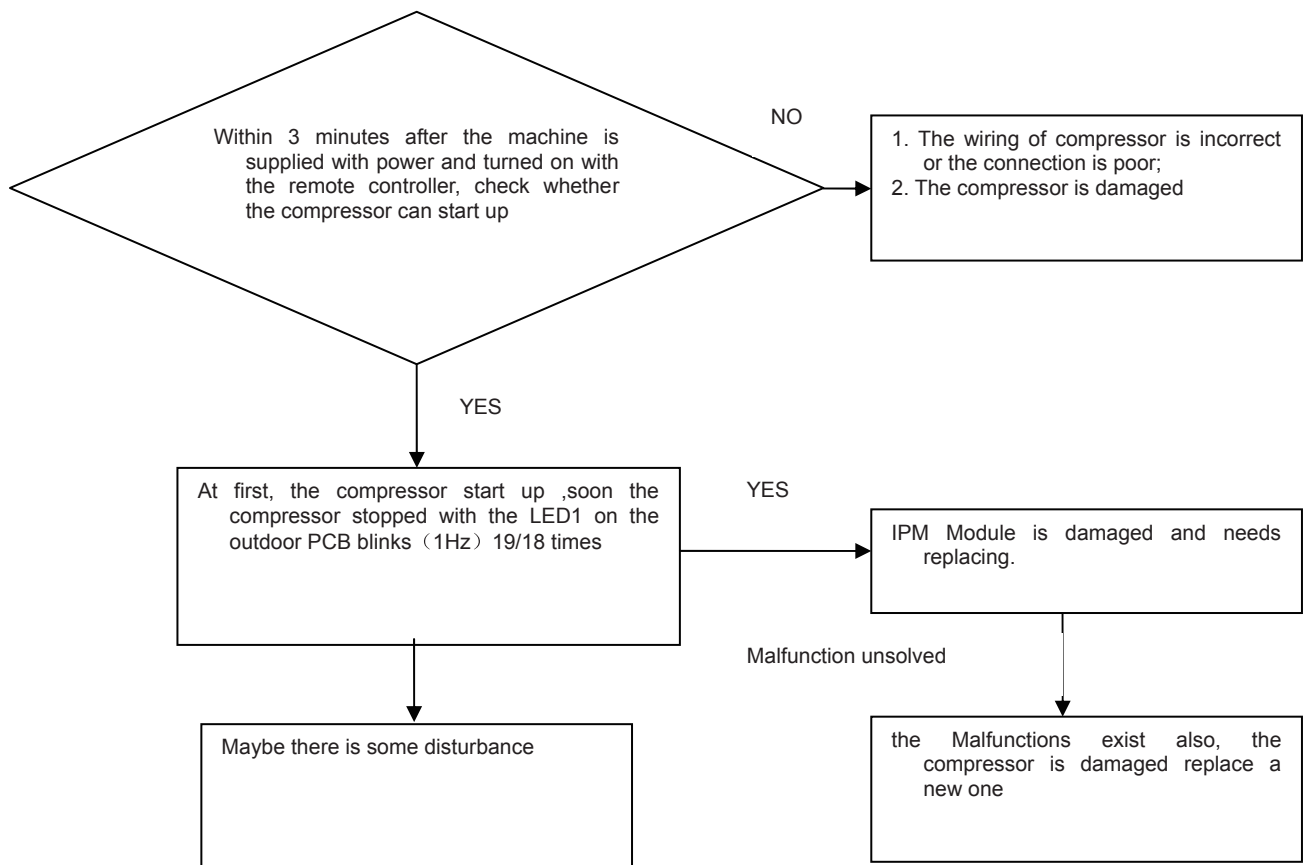 NO
Within 3 minutes after the machine is
supplied with power and turned on with
the remote controller, check whether
the compressor can start up
1. The wiring of compressor is incorrect
or the connection is poor;
2. The compressor is damaged
YES
At first, the compressor start up ,soon the
compressor stopped with the LED1 on the
outdoor PCB blinks（1Hz）19/18 times
YES
IPM Module is damaged and needs
replacing.
Malfunction unsolved
Maybe there is some disturbance
the Malfunctions exist also, the
compressor is damaged replace a
new one